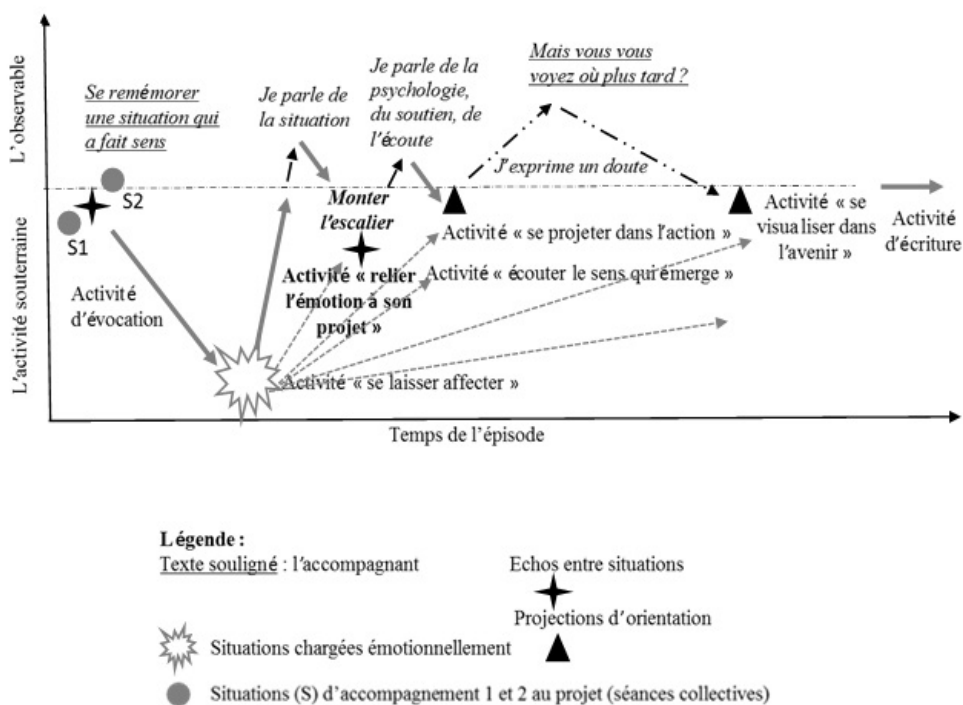 L'observable
L'activité souterraine
Se remémorer
une situation qui
a fait sens
Je parle de
la situation
Je parle de la
psychologie,
du soutien, de
l'écoute
Mais vous vous
voyez où plus tard ?
J'exprime un doute
S2
S1
Monter
l'escalier
Activité « se projeter dans l'action »
Activité « se
visualiser dans
l'avenir »
Activité
d'écriture
Activité
d'évocation
Activité « relier
l'émotion à son
projet »
Activité « écouter le sens qui émerge »
Activité « se laisser affecter »
Temps de l'épisode
Légende :
Texte souligné : l'accompagnant
Echos entre situations
Projections d'orientation
Situations chargées émotionnellement
Situations (S) d'accompagnement 1 et 2 au projet (séances collectives)